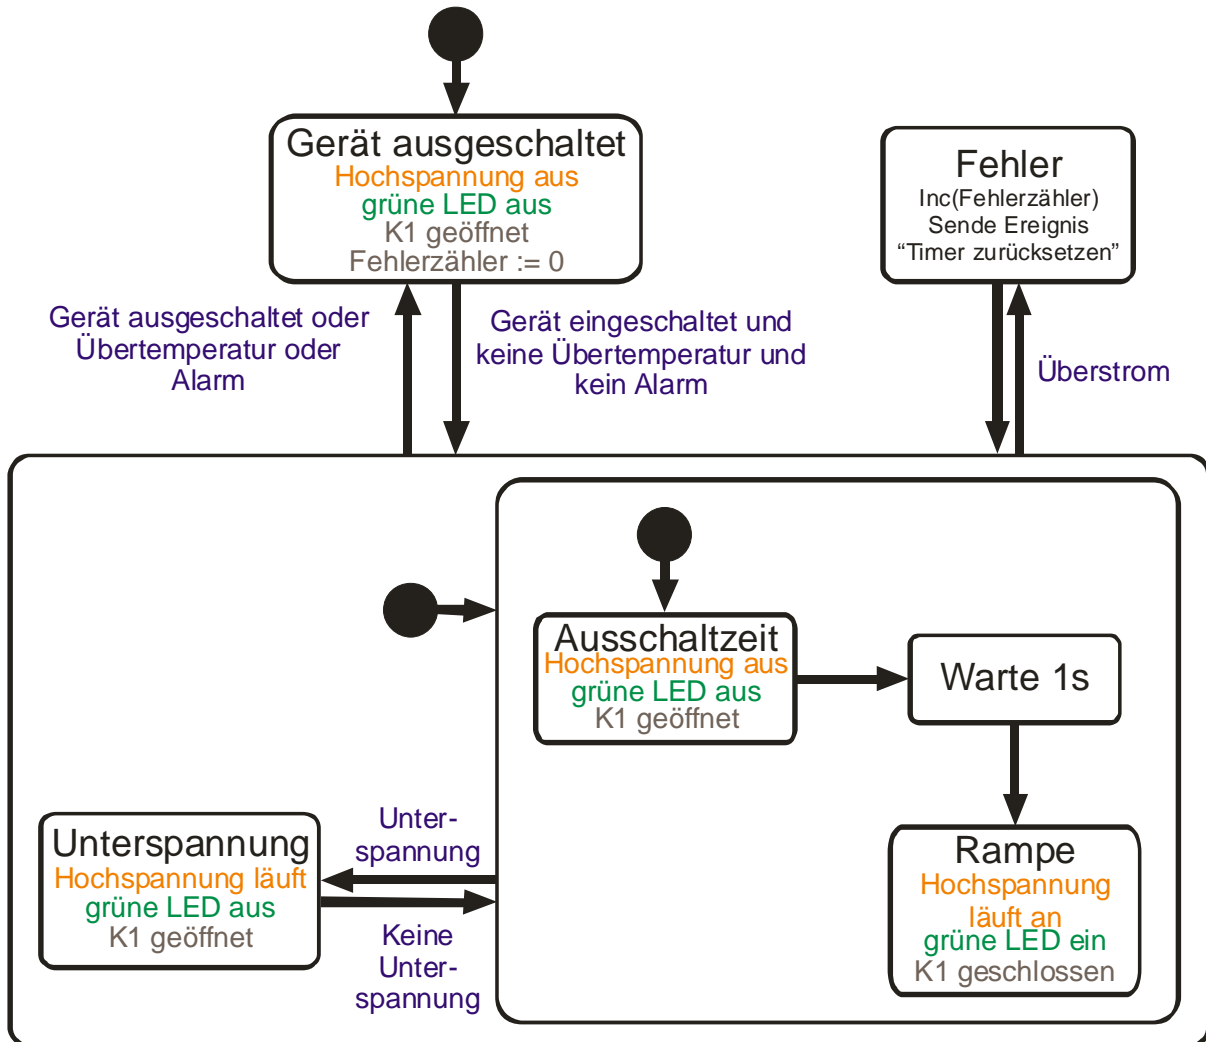 Gerät ausgeschaltet
Hochspannung aus
grüne LED aus
K1 geöffnet
Fehlerzähler := 0
Fehler
Inc(Fehlerzähler)
Sende Ereignis
“Timer zurücksetzen”
Gerät ausgeschaltet oder
Übertemperatur oder
Alarm
Gerät eingeschaltet und
keine Übertemperatur und
kein Alarm
Überstrom
Ausschaltzeit
Hochspannung aus
grüne LED aus
K1 geöffnet
Warte 1s
Unterspannung
Hochspannung läuft
grüne LED aus
K1 geöffnet
Unter-
spannung
Keine
Unter-
spannung
Rampe
Hochspannung
läuft an
grüne LED ein
K1 geschlossen